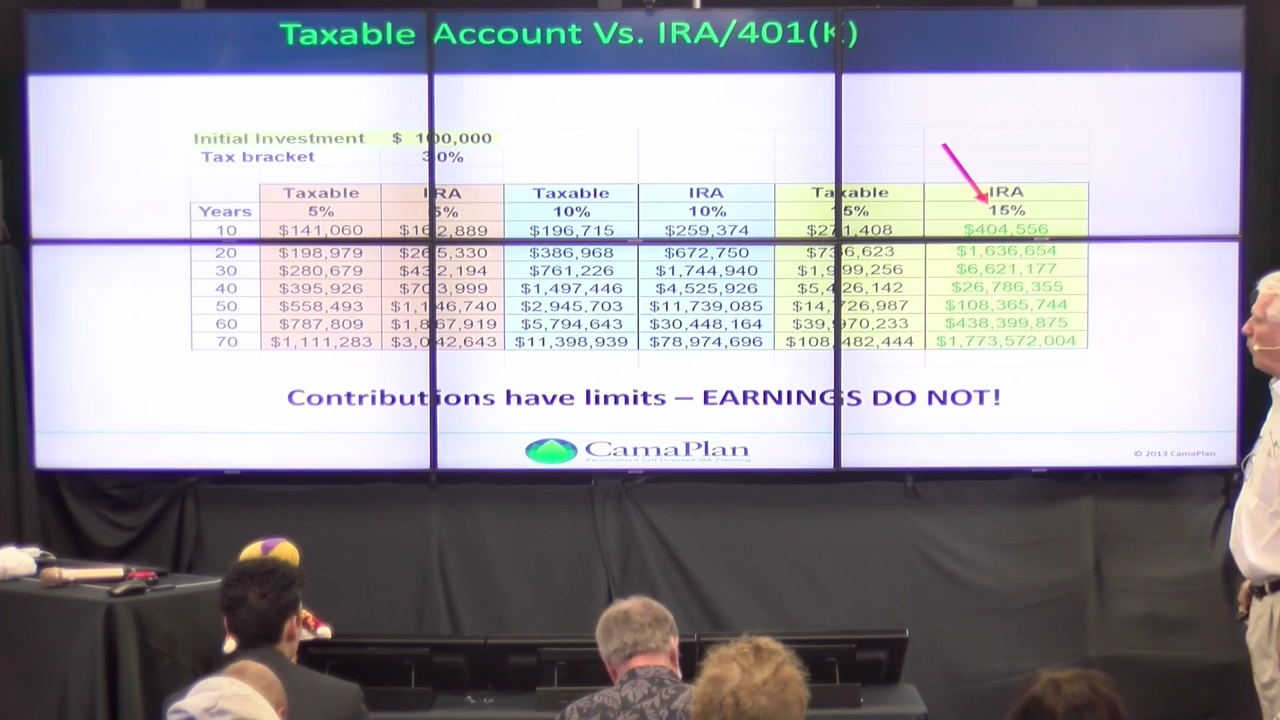 Taxable Account Vs. IRA/401(K)
Initial Investment $ 100,000
Tax bracket 30%
Taxable IRA Taxable IRA Taxable IRA
Years 5% 5% 10% 10% 15% 15%
10 $141,060 $162,889 $196,715 $259,374 $271,408 $404,556
20 $198,979 $265,330 $386,968 $672,750 $736,623 $1,636,654
30 $280,679 $432,194 $761,226 $1,744,940 $1,999,256 $6,621,177
40 $395,926 $703,999 $1,497,446 $4,525,926 $5,426,142 $26,786,355
50 $558,493 $1,146,740 $2,945,703 $11,739,085 $14,726,987 $108,365,744
60 $787,809 $1,867,919 $5,794,643 $30,448,164 $39,970,233 $438,399,875
70 $1,111,283 $3,042,643 $11,398,939 $78,974,696 $108,482,444 $1,773,572,004
Contributions have limits – EARNINGS DO NOT!
CamaPlan
Personalized Self Directed IRA Planning
© 2013 CamaPlan